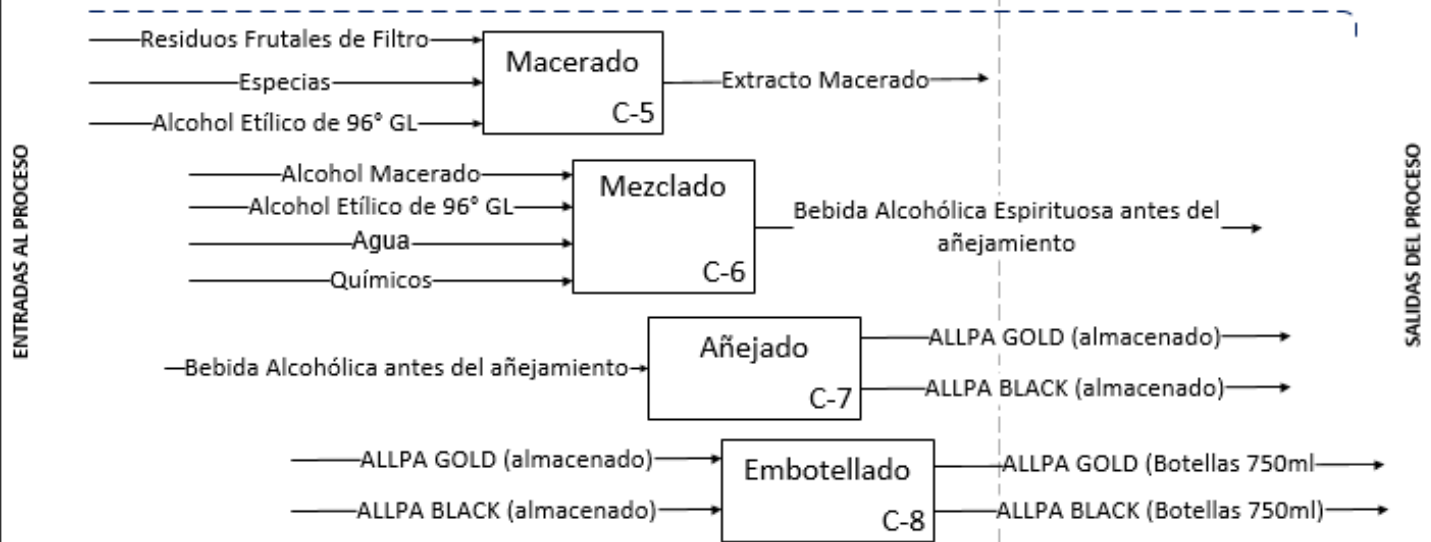 ENTRADAS AL PROCESO
Residuos Frutales de Filtro
Especias
Alcohol Etílico de 96° GL
Macerado
C-5
Extracto Macerado
Alcohol Macerado
Alcohol Etílico de 96° GL
Agua
Químicos
Mezclado
C-6
Bebida Alcohólica Espirituosa antes del
añejamiento
Bebida Alcohólica antes del añejamiento
Añejado
C-7
ALLPA GOLD (almacenado)
ALLPA BLACK (almacenado)
ALLPA GOLD (almacenado)
ALLPA BLACK (almacenado)
Embotellado
C-8
ALLPA GOLD (Botellas 750ml
ALLPA BLACK (Botellas 750ml)
SALIDAS DEL PROCESO